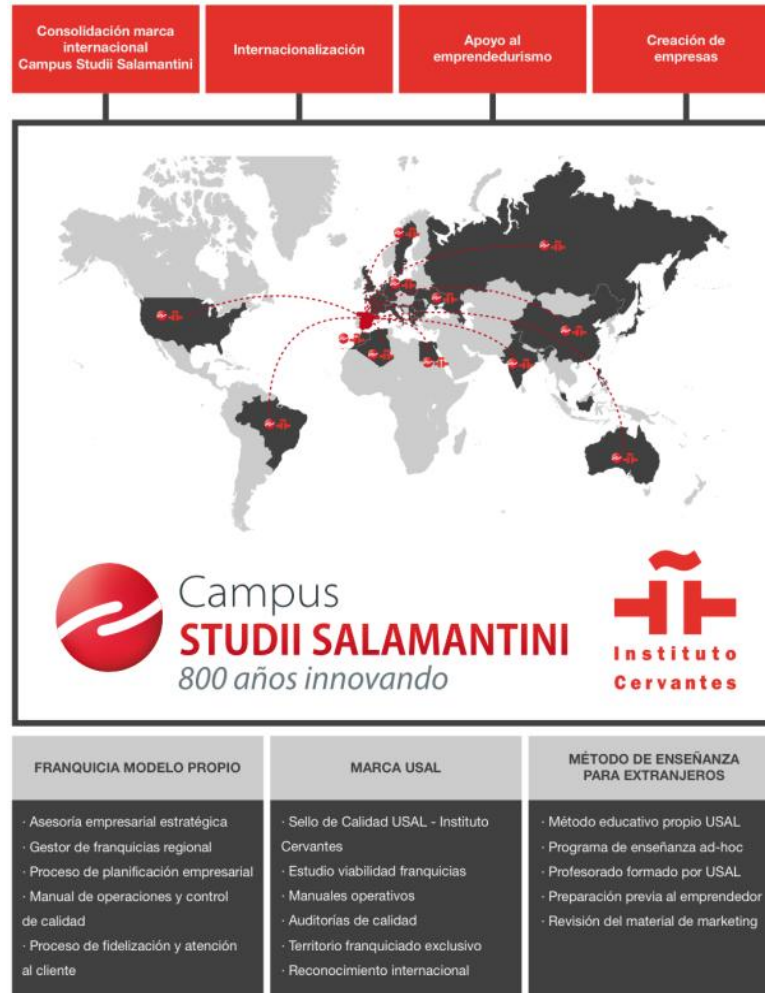 Consolidación marca
internacional
Campus Studii Salamantini
Internacionalización
Apoyo al
emprendedurismo
Creación de
empresas
Campus
STUDII SALAMANTINI
800 años innovando
Instituto
Cervantes
FRANQUICIA MODELO PROPIO
· Asesoría empresarial estratégica
· Gestor de franquicias regional
· Proceso de planificación empresarial
· Manual de operaciones y control
de calidad
· Proceso de fidelización y atención
al cliente
MARCA USAL
· Sello de Calidad USAL - Instituto
Cervantes
· Estudio viabilidad franquicias
· Manuales operativos
· Auditorías de calidad
· Territorio franquiciado exclusivo
· Reconocimiento internacional
MÉTODO DE ENSEÑANZA
PARA EXTRANJEROS
· Método educativo propio USAL
· Programa de enseñanza ad-hoc
· Profesorado formado por USAL
· Preparación previa al emprendedor
· Revisión del material de marketing